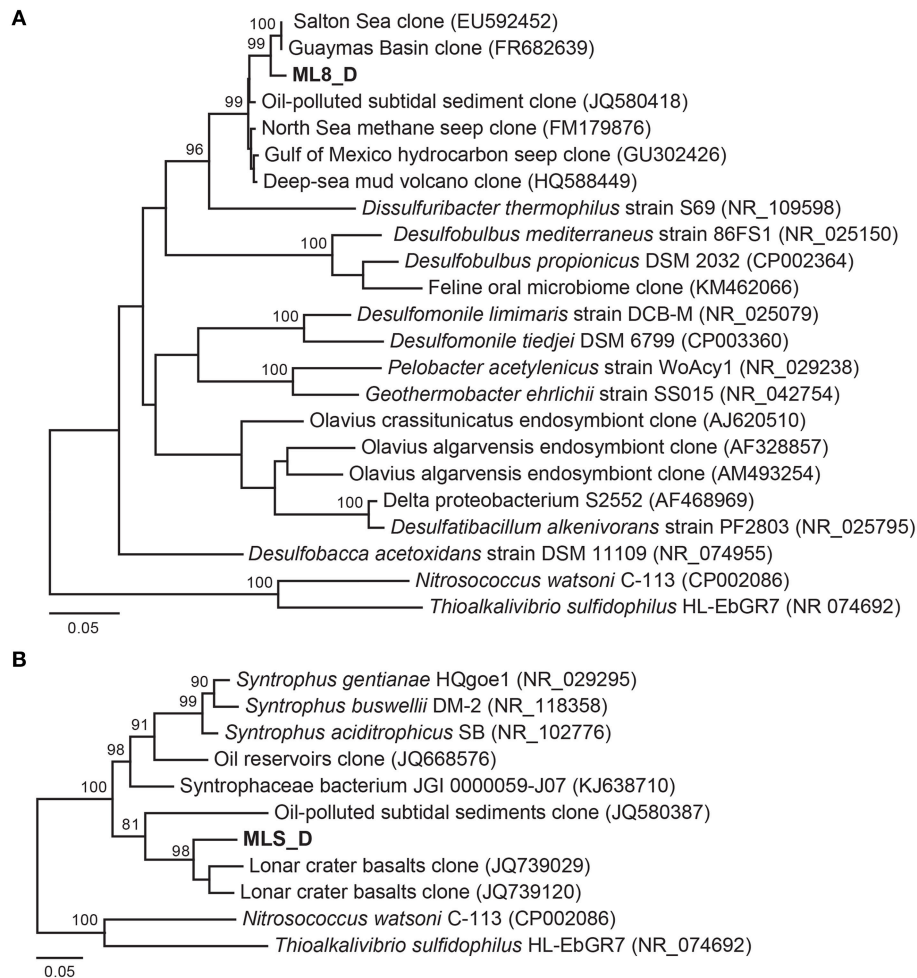 A
100 Salton Sea clone (EU592452)
99 Guaymas Basin clone (FR682639)
ML8_D
99 Oil-polluted subtidal sediment clone (JQ580418)
North Sea methane seep clone (FM179876)
96 Gulf of Mexico hydrocarbon seep clone (GU302426)
Deep-sea mud volcano clone (HQ588449)
Dissulfuribacter thermophilus strain S69 (NR_109598)
100 Desulfobulbus mediterraneus strain 86FS1 (NR_025150)
Desulfobulbus propionicus DSM 2032 (CP002364)
Feline oral microbiome clone (KM462066)
100 Desulfomonile limimaris strain DCB-M (NR_025079)
Desulfomonile tiedjei DSM 6799 (CP003360)
100 Pelobacter acetylenicus strain WoAcy1 (NR_029238)
Geothermobacter ehrlichii strain SS015 (NR_042754)
Olavius crassitunicatus endosymbiont clone (AJ620510)
Olavius algarvensis endosymbiont clone (AF328857)
Olavius algarvensis endosymbiont clone (AM493254)
100 Delta proteobacterium S2552 (AF468969)
Desulfatibacillum alkenivorans strain PF2803 (NR_025795)
Desulfobacca acetoxidans strain DSM 11109 (NR_074955)
100 Nitrosococcus watsoni C-113 (CP002086)
Thioalkalivibrio sulfidophilus HL-EbGR7 (NR 074692)
0.05
B
90 Syntrophus gentianae HQgoe1 (NR_029295)
99 Syntrophus buswellii DM-2 (NR_118358)
91 Syntrophus aciditrophicus SB (NR_102776)
98 Oil reservoirs clone (JQ668576)
100 Syntrophaceae bacterium JGI 0000059-J07 (KJ638710)
81 Oil-polluted subtidal sediments clone (JQ580387)
MLS_D
98 Lonar crater basalts clone (JQ739029)
Lonar crater basalts clone (JQ739120)
100 Nitrosococcus watsoni C-113 (CP002086)
Thioalkalivibrio sulfidophilus HL-EbGR7 (NR_074692)
0.05